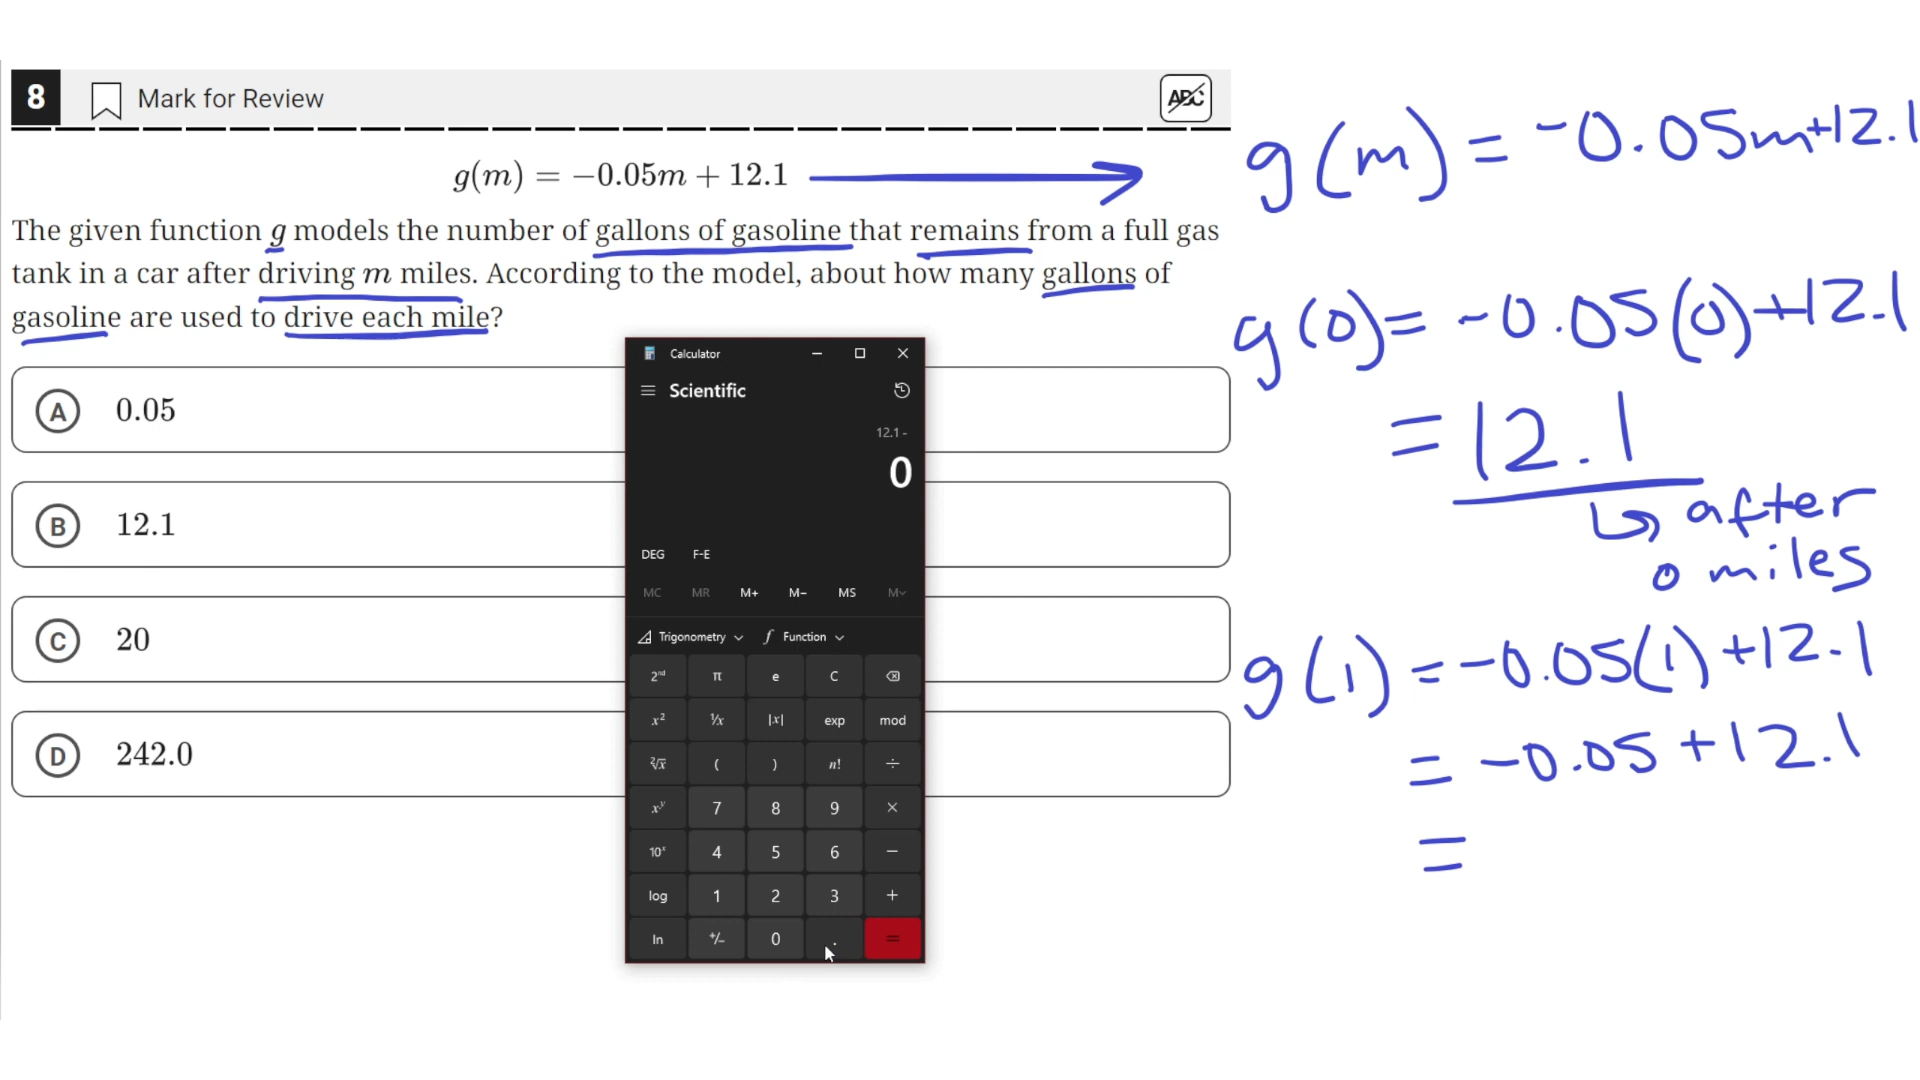 8 Mark for Review ABC
g(m) = −0.05m + 12.1
The given function g models the number of gallons of gasoline that remains from a full gas
tank in a car after driving m miles. According to the model, about how many gallons of
gasoline are used to drive each mile?
A 0.05
B 12.1
C 20
D 242.0
Calculator
Scientific
12.1 -
0
DEG F-E
MC MR M+ M− MS M˅
Trigonometry f Function
2ⁿᵈ π e C ⌫
x² ¹/x |x| exp mod
²√x ( ) n! ÷
xʸ 7 8 9 ×
10ˣ 4 5 6 −
log 1 2 3 +
ln +/− 0 . =
g(m) = -0.05m+12.1
g(0)= -0.05(0)+12.1
= 12.1
↳ after
0 miles
g(1) = -0.05(1)+12.1
= -0.05 +12.1
=